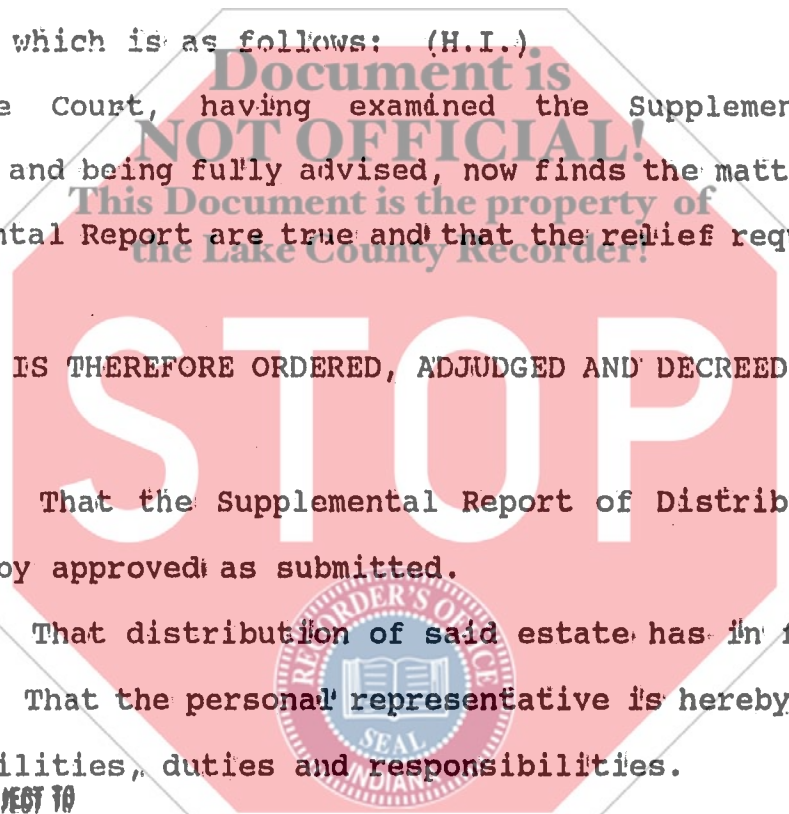 which is as follows: (H.I.)
Document is
e Court, having examined the Supplemen
NOT OFFICIAL!
and being fully advised, now finds the matt
This Document is the property of
ntal Report are true and that the relief req
the Lake County Recorder!
IS THEREFORE ORDERED, ADJUDGED AND DECREED
STOP
That the Supplemental Report of Distrib
by approved as submitted.
RECORDER'S OFFICE
That distribution of said estate has in f
That the personal representative is hereby
SEAL
ilities, duties and responsibilities.
INDIANA
JECT TO